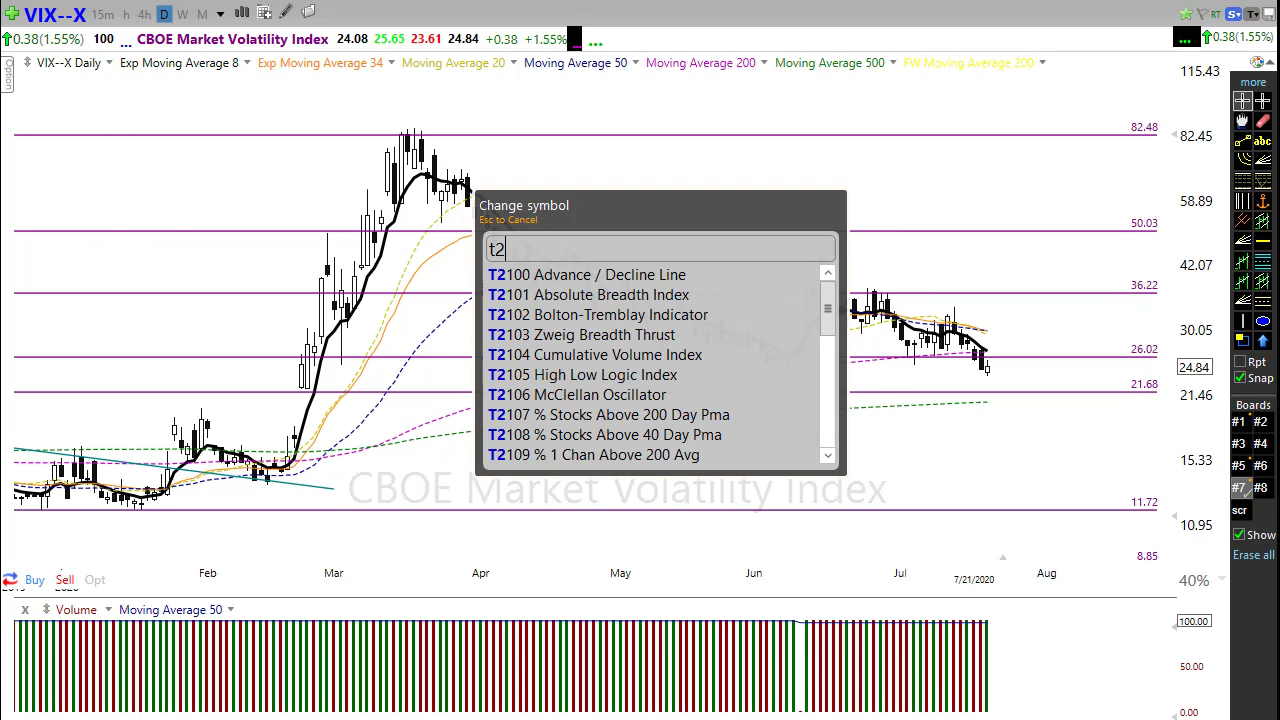 VIX--X 15m h 4h D W M RT S T
0.38(1.55%) 100 ... CBOE Market Volatility Index 24.08 25.65 23.61 24.84 +0.38 +1.55% ... ... ... 0.38(1.55%)
Option VIX--X Daily Exp Moving Average 8 Exp Moving Average 34 Moving Average 20 Moving Average 50 Moving Average 200 Moving Average 500 FW Moving Average 200
115.43
more
82.48
82.45
abc
58.89
50.03
42.07
36.22
30.05
26.02
24.84
21.68
21.46
15.33
11.72
10.95
8.85
Change symbol
Esc to Cancel
t2
T2100 Advance / Decline Line
T2101 Absolute Breadth Index
T2102 Bolton-Tremblay Indicator
T2103 Zweig Breadth Thrust
T2104 Cumulative Volume Index
T2105 High Low Logic Index
T2106 McClellan Oscillator
T2107 % Stocks Above 200 Day Pma
T2108 % Stocks Above 40 Day Pma
T2109 % 1 Chan Above 200 Avg
CBOE Market Volatility Index
Rpt
Snap
Boards
#1 #2
#3 #4
#5 #6
#7 #8
scr
Show
Erase all
Feb Mar Apr May Jun Jul 7/21/2020 Aug
Buy Sell Opt 40%
x Volume Moving Average 50
100.00
50.00
0.00